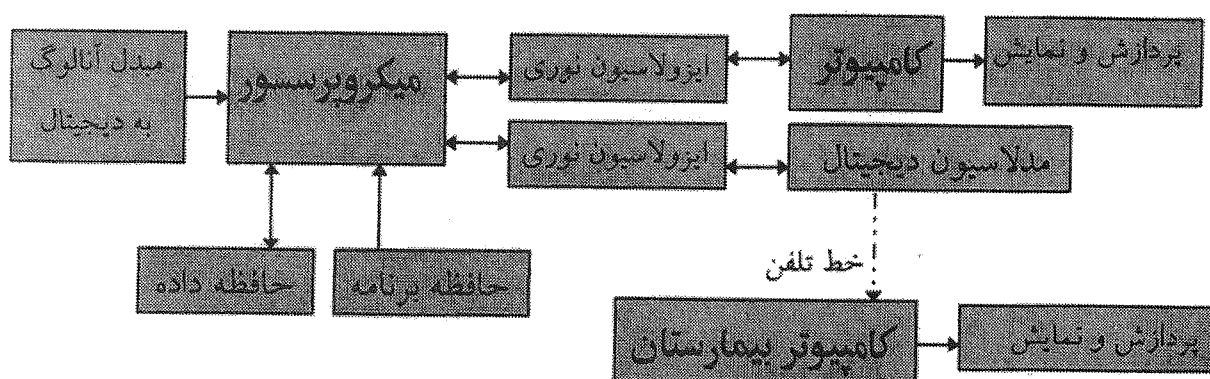 مبدل آنالوگ
به دیجیتال
میکروپرسسور
ایزولاسیون نوری
کامپیوتر
پردازش و نمایش
ایزولاسیون نوری
مدلاسیون دیجیتال
حافظه داده
حافظه برنامه
خط تلفن
کامپیوتر بیمارستان
پردازش و نمایش